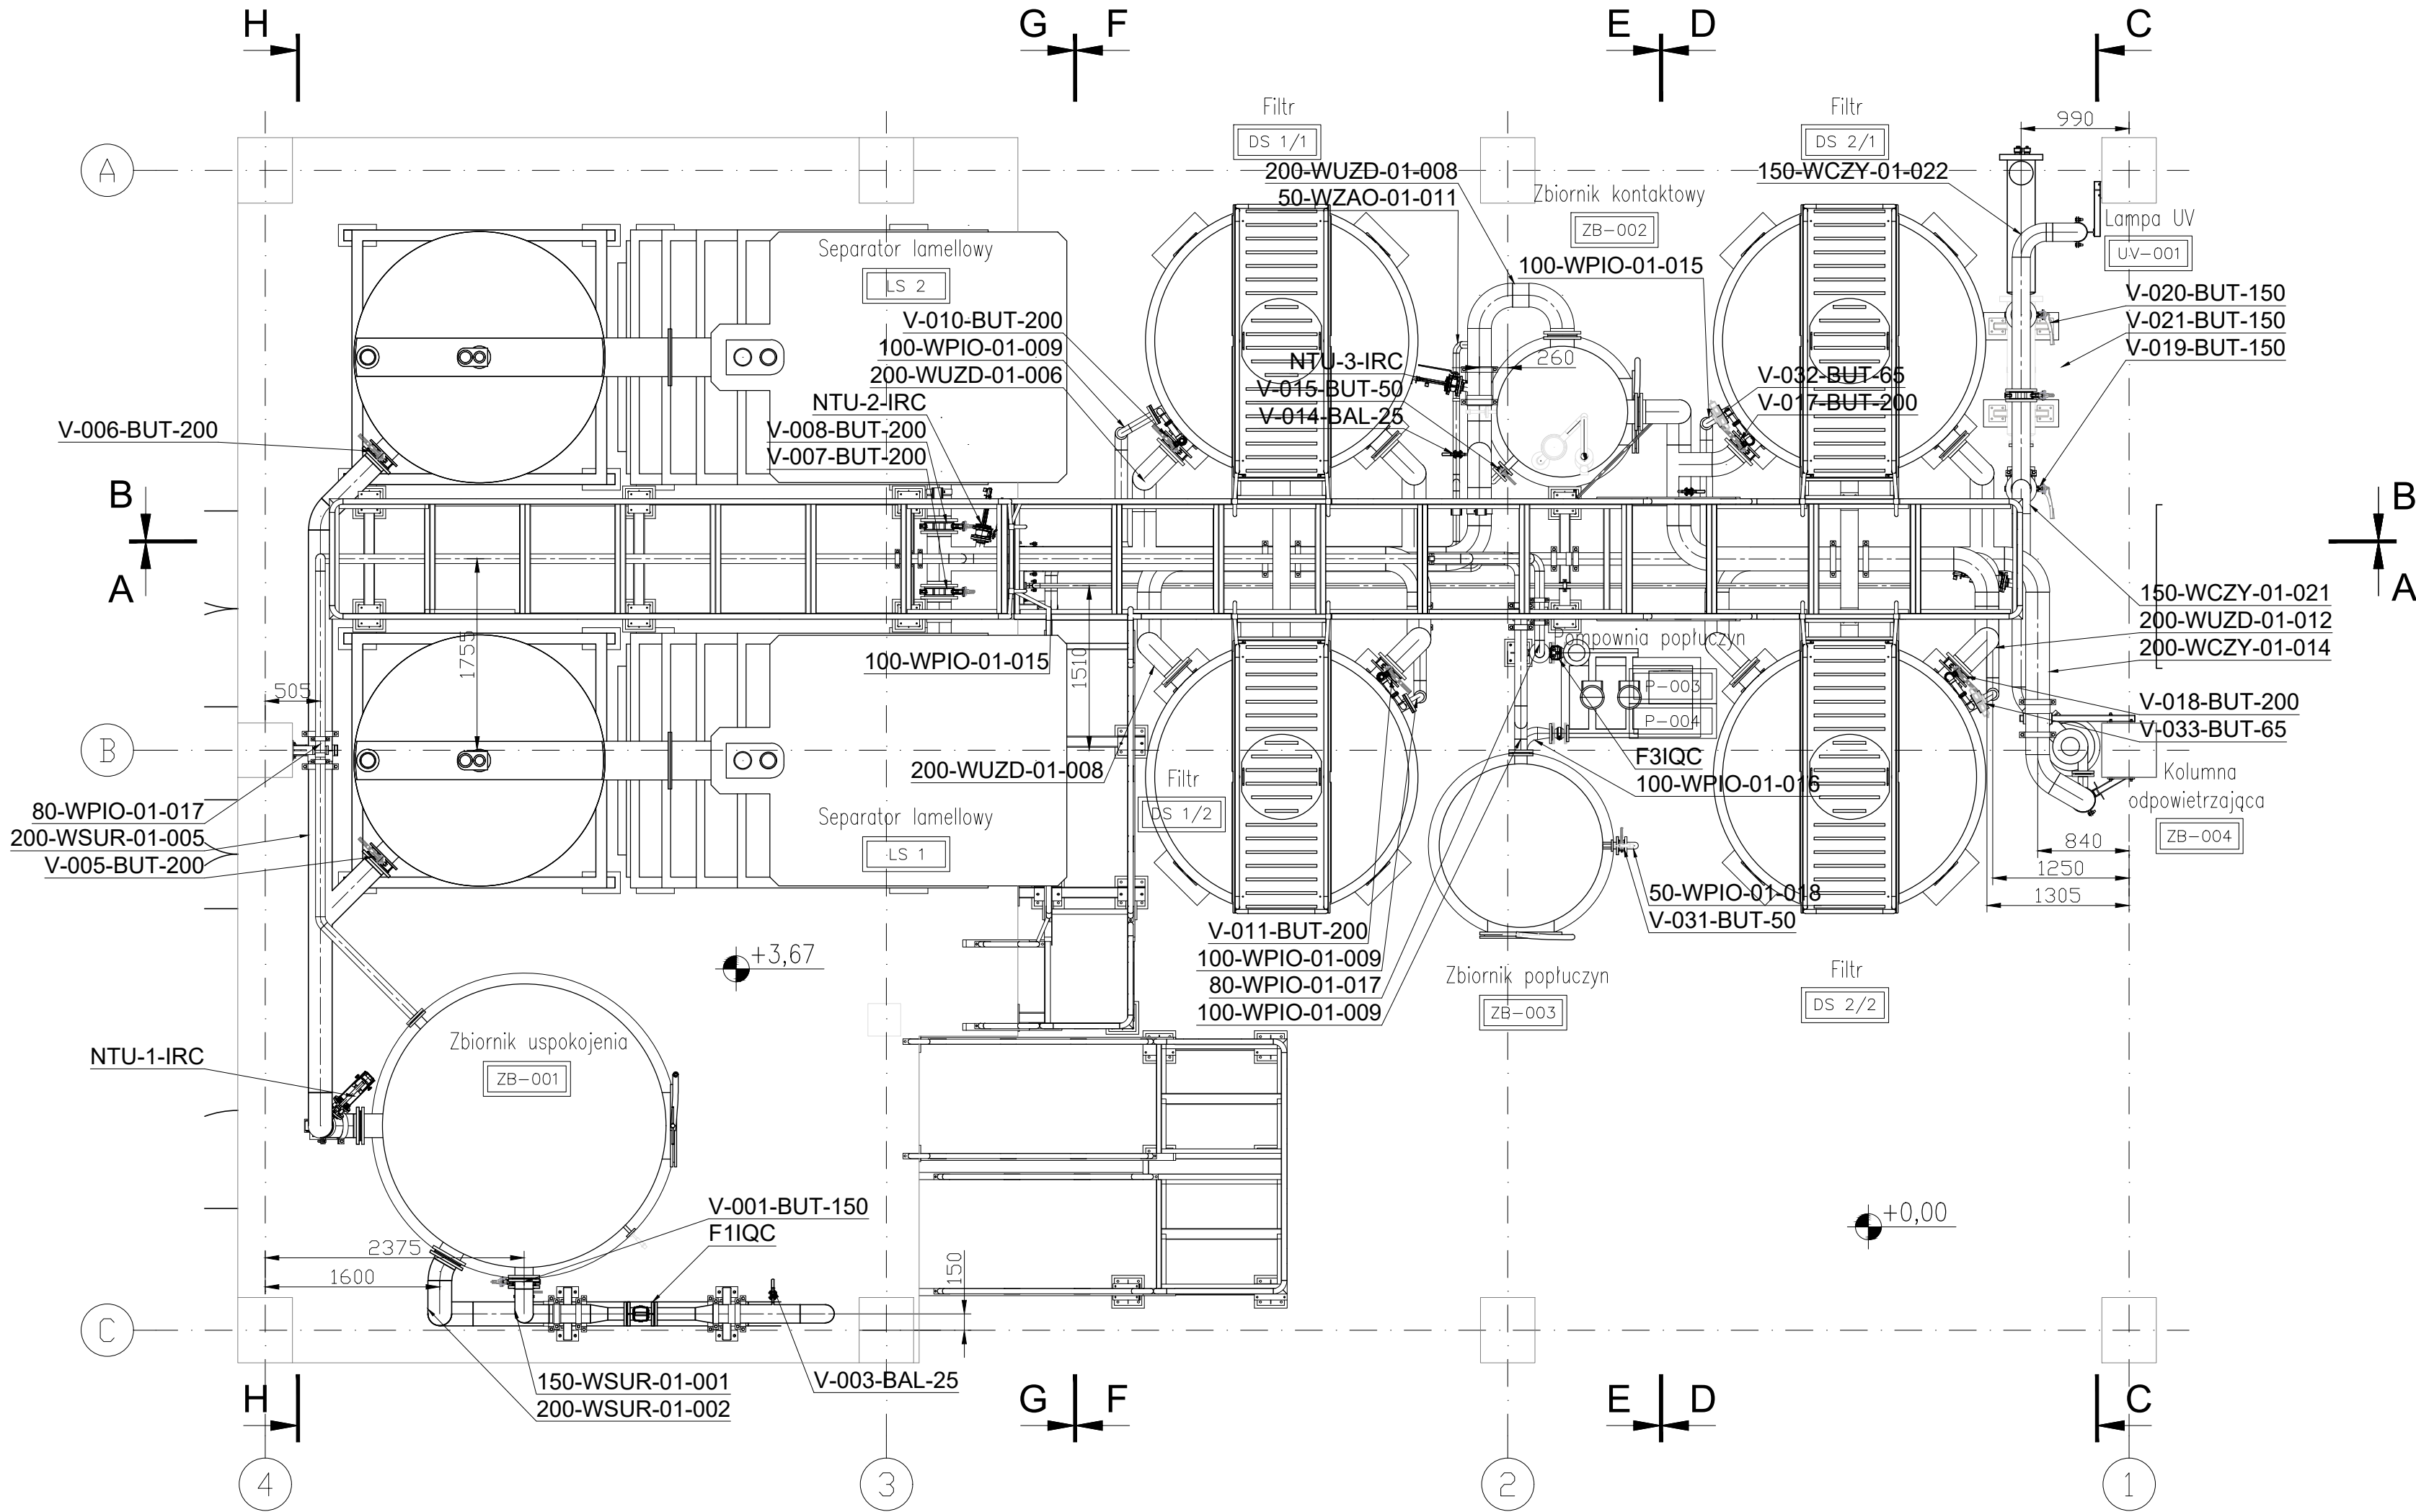 H
G
F
E
D
C
Filtr
DS 1/1
Filtr
DS 2/1
990
A
200-WUZD-01-008
50-WZAO-01-011
150-WCZY-01-022
Zbiornik kontaktowy
ZB-002
Lampa UV
UV-001
Separator lamellowy
LS 2
100-WPIO-01-015
V-020-BUT-150
V-021-BUT-150
V-019-BUT-150
V-010-BUT-200
100-WPIO-01-009
200-WUZD-01-006
NTU-3-IRC
260
V-015-BUT-50
V-014-BAL-25
V-032-BUT-65
V-017-BUT-200
NTU-2-IRC
V-008-BUT-200
V-007-BUT-200
V-006-BUT-200
B
A
B
A
1755
1510
150-WCZY-01-021
200-WUZD-01-012
200-WCZY-01-014
Pompownia popłuczyn
P-003
P-004
100-WPIO-01-015
505
V-018-BUT-200
V-033-BUT-65
B
F3IQC
100-WPIO-01-016
200-WUZD-01-008
Filtr
DS 1/2
Kolumna
odpowietrzająca
ZB-004
80-WPIO-01-017
200-WSUR-01-005
V-005-BUT-200
Separator lamellowy
LS 1
840
1250
1305
50-WPIO-01-018
V-031-BUT-50
V-011-BUT-200
100-WPIO-01-009
80-WPIO-01-017
100-WPIO-01-009
+3,67
Zbiornik popłuczyn
ZB-003
Filtr
DS 2/2
NTU-1-IRC
Zbiornik uspokojenia
ZB-001
V-001-BUT-150
F1IQC
+0,00
2375
1600
150
C
150-WSUR-01-001
200-WSUR-01-002
V-003-BAL-25
H
G
F
E
D
C
4
3
2
1